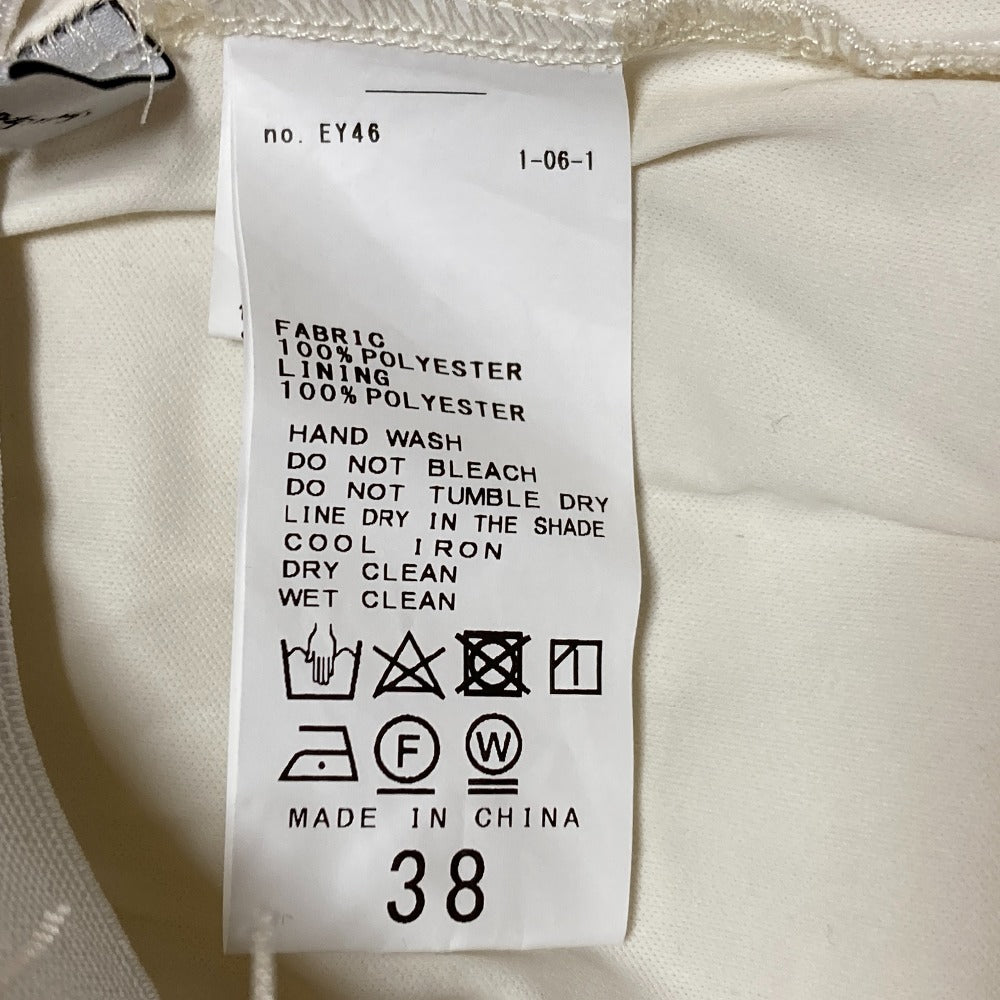 no. EY46
1-06-1
FABRIC
100% POLYESTER
LINING
100% POLYESTER
HAND WASH
DO NOT BLEACH
DO NOT TUMBLE DRY
LINE DRY IN THE SHADE
COOL IRON
DRY CLEAN
WET CLEAN
F W
MADE IN CHINA
38